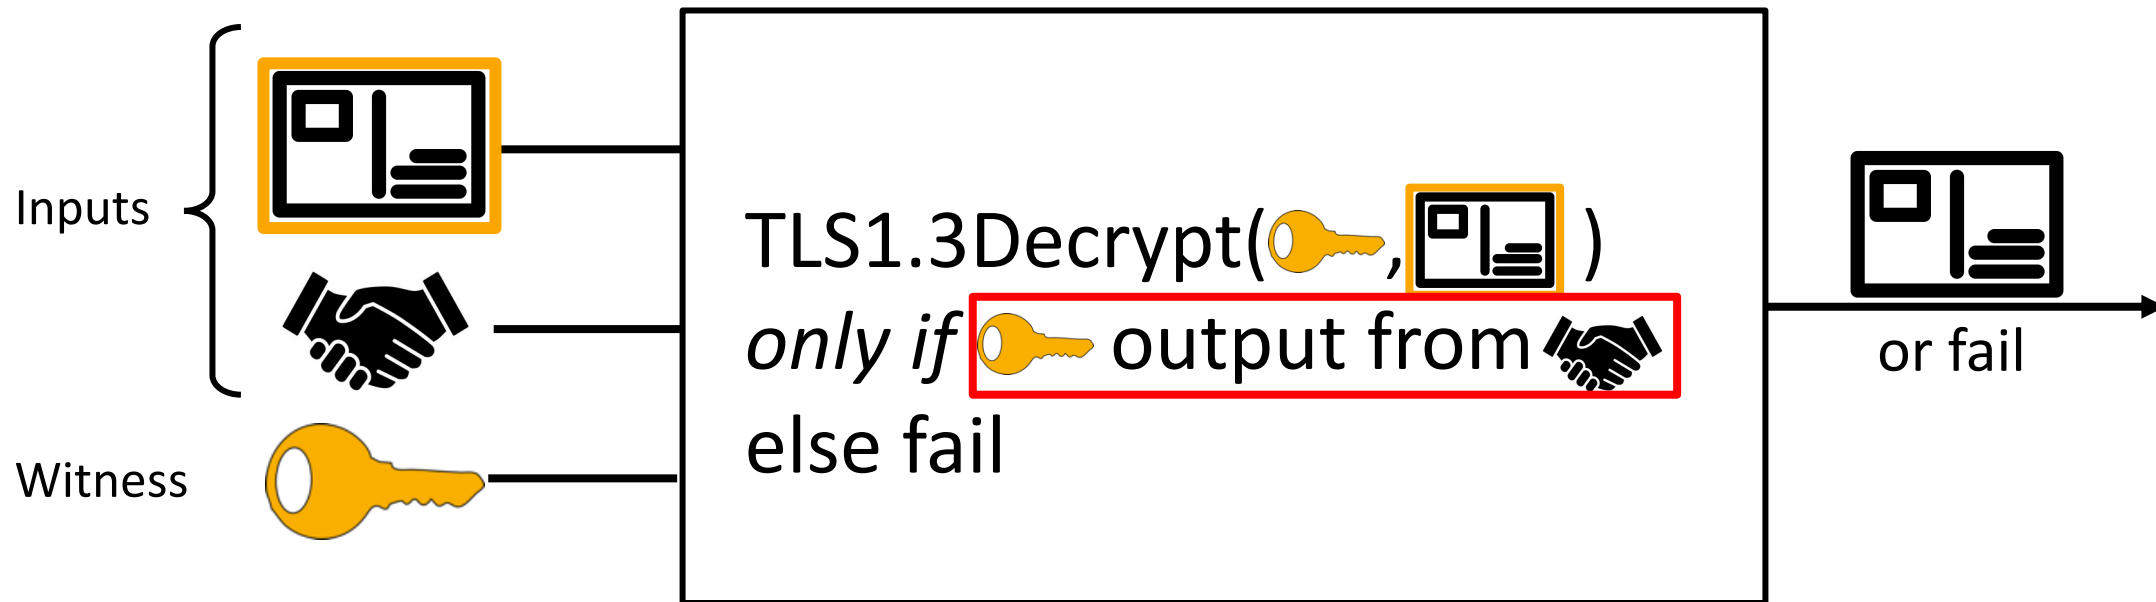 Inputs
Witness
TLS1.3Decrypt( , )
only if output from
else fail
or fail